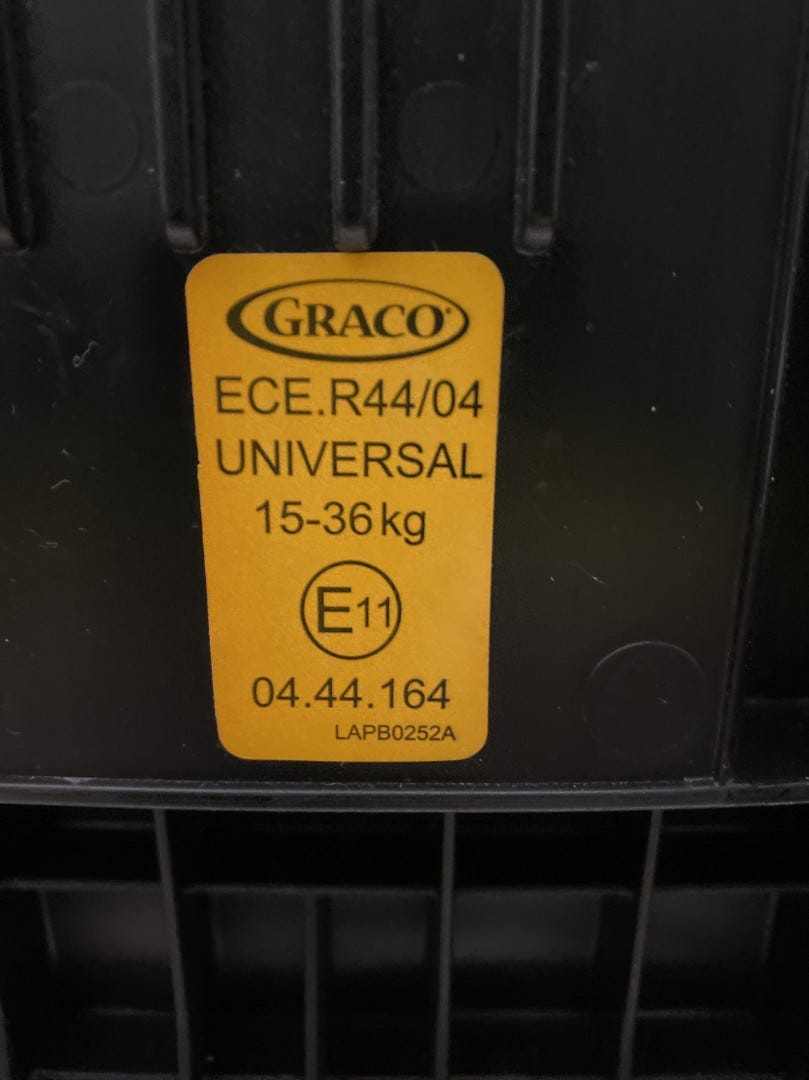 GRACO
ECE.R44/04
UNIVERSAL
15-36kg
E11
04.44.164
LAPB0252A